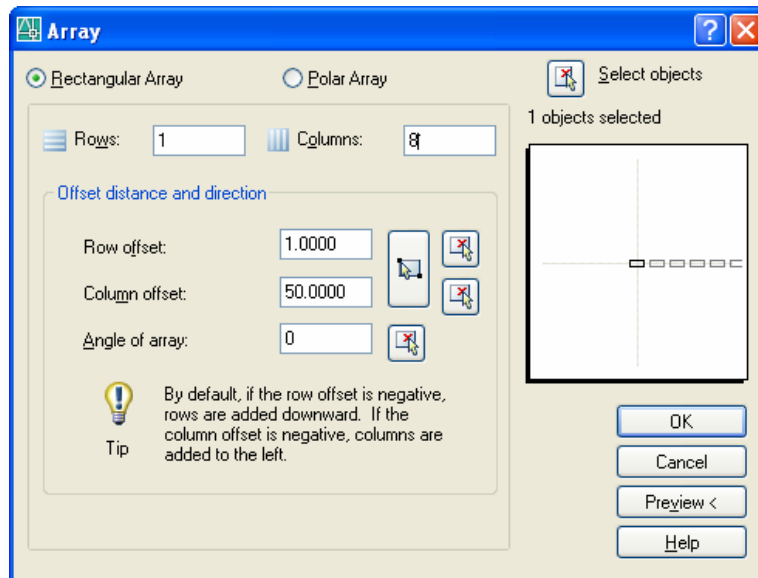 Array
Rectangular Array Polar Array Select objects
1 objects selected
Rows: 1 Columns: 8
Offset distance and direction
Row offset: 1.0000
Column offset: 50.0000
Angle of array: 0
By default, if the row offset is negative,
rows are added downward. If the
column offset is negative, columns are
added to the left.
Tip
OK
Cancel
Preview <
Help